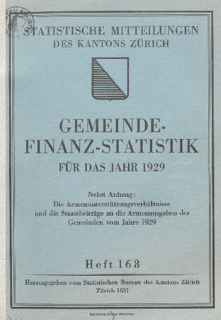 STATISTISCHE MITTEILUNGEN
DES KANTONS ZÜRICH
GEMEINDE-
FINANZ-STATISTIK
FÜR DAS JAHR 1929
Nebst Anhang:
Die Armenunterstützungsverhältnisse
und die Staatsbeiträge an die Armenausgaben der
Gemeinden vom Jahre 1929
Heft 168
Herausgegeben vom Statistischen Bureau des Kantons Zürich
Zürich 1931